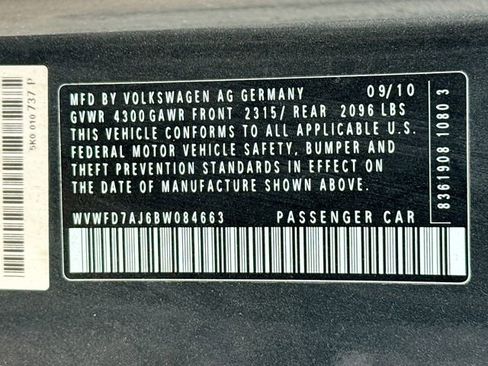 MFD BY VOLKSWAGEN AG GERMANY 09/10
GVWR 4300 GAWR FRONT 2315/ REAR 2096 LBS
THIS VEHICLE CONFORMS TO ALL APPLICABLE U.S.
FEDERAL MOTOR VEHICLE SAFETY, BUMPER AND
THEFT PREVENTION STANDARDS IN EFFECT
ON THE DATE OF MANUFACTURE SHOWN ABOVE.
WVWFD7AJ6BW084663 PASSENGER CAR
8361908 1080 3
5K0 010 737 P